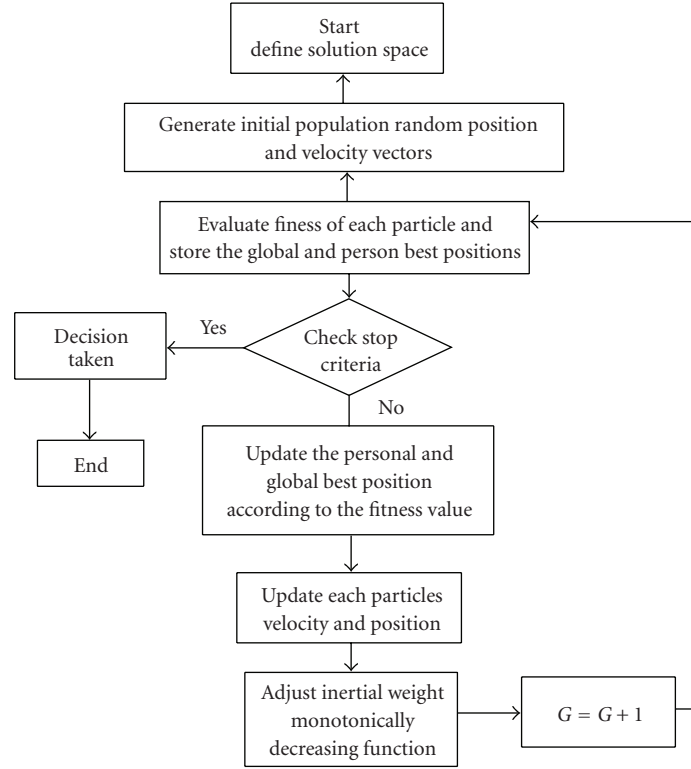 Start
define solution space
Generate initial population random position
and velocity vectors
Evaluate finess of each particle and
store the global and person best positions
Yes
Decision
taken
Check stop
criteria
No
End
Update the personal and
global best position
according to the fitness value
Update each particles
velocity and position
Adjust inertial weight
monotonically
decreasing function
G = G + 1